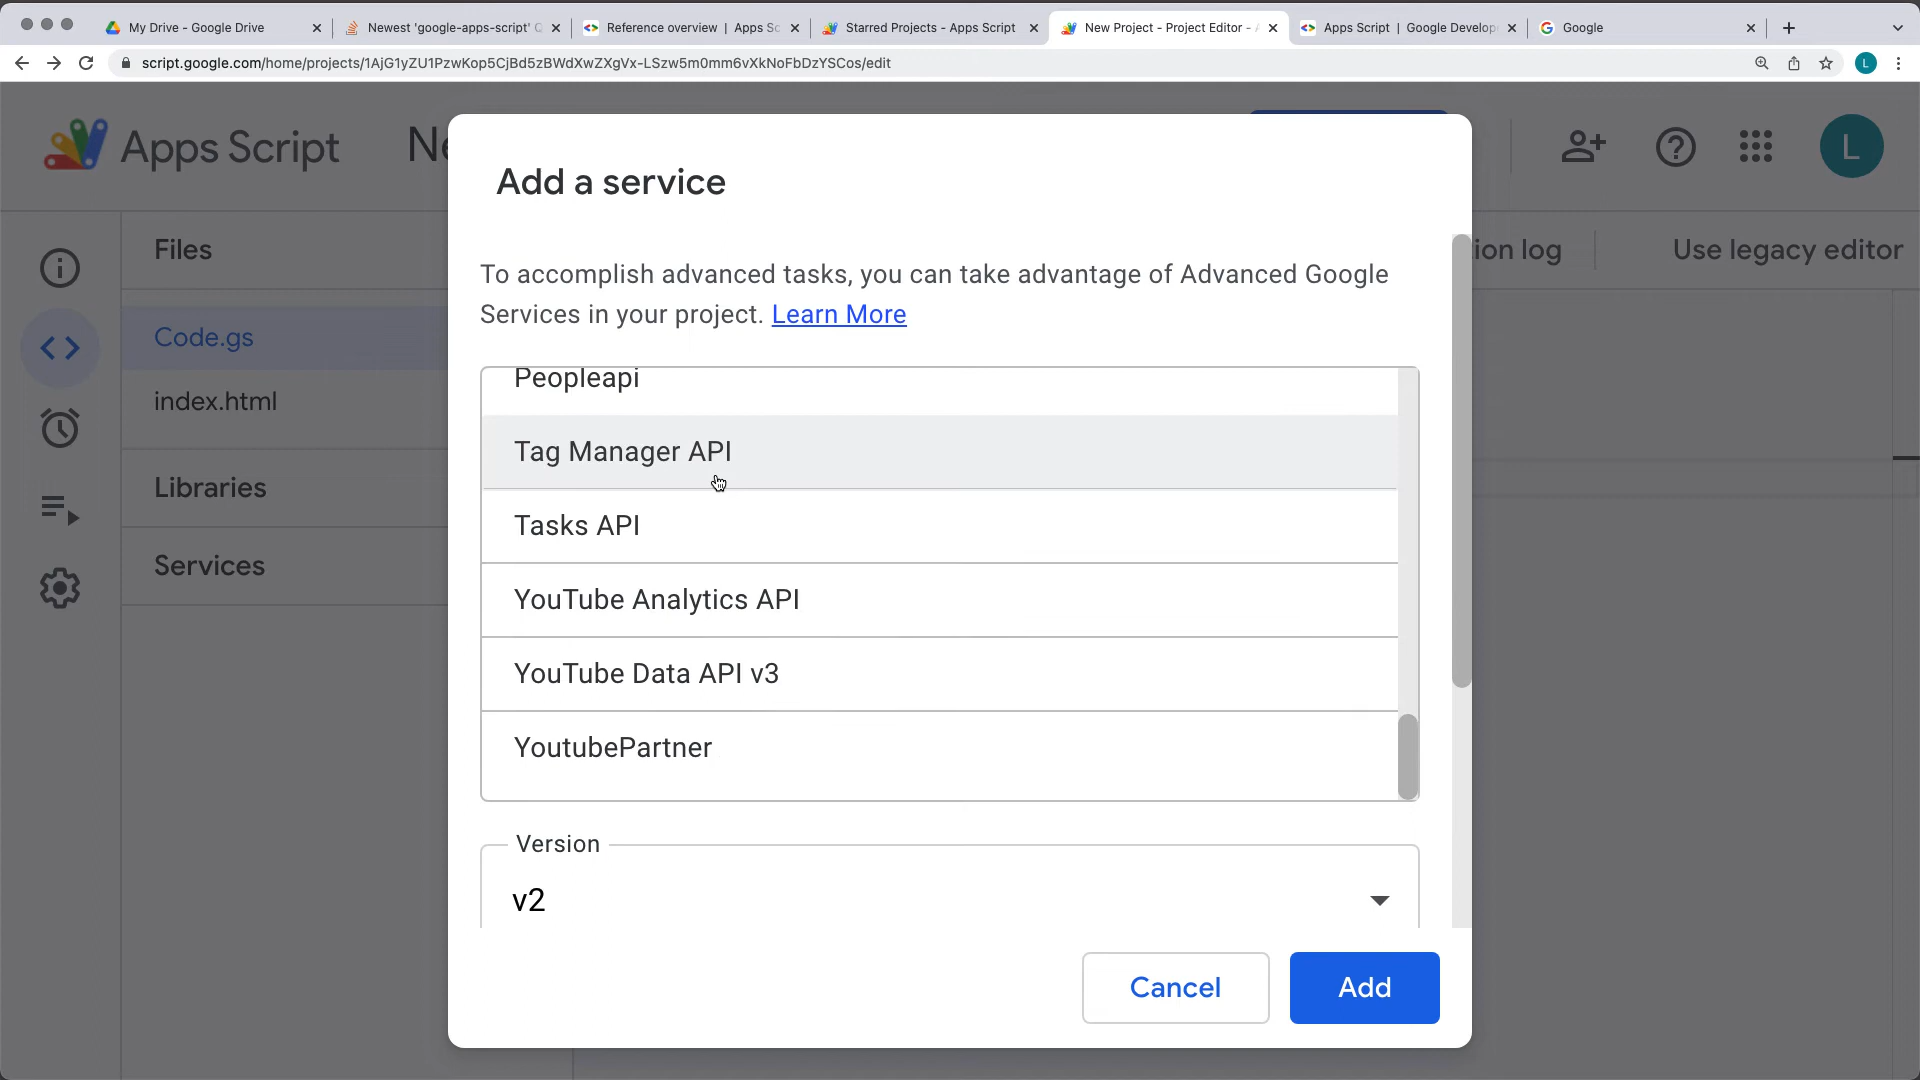 My Drive - Google Drive
Newest 'google-apps-script' Q
Reference overview | Apps Sc
Starred Projects - Apps Script
New Project - Project Editor - A
Apps Script | Google Develop
Google
script.google.com/home/projects/1AjG1yZU1PzwKop5CjBd5zBWdXwZXgVx-LSzw5m0mm6vXkNoFbDzYSCos/edit
L
Apps Script
Ne
L
Add a service
Files
ion log
Use legacy editor
To accomplish advanced tasks, you can take advantage of Advanced Google
Services in your project. Learn More
Code.gs
index.html
Libraries
Services
Peopleapi
Tag Manager API
Tasks API
YouTube Analytics API
YouTube Data API v3
YoutubePartner
Version
v2
Cancel
Add